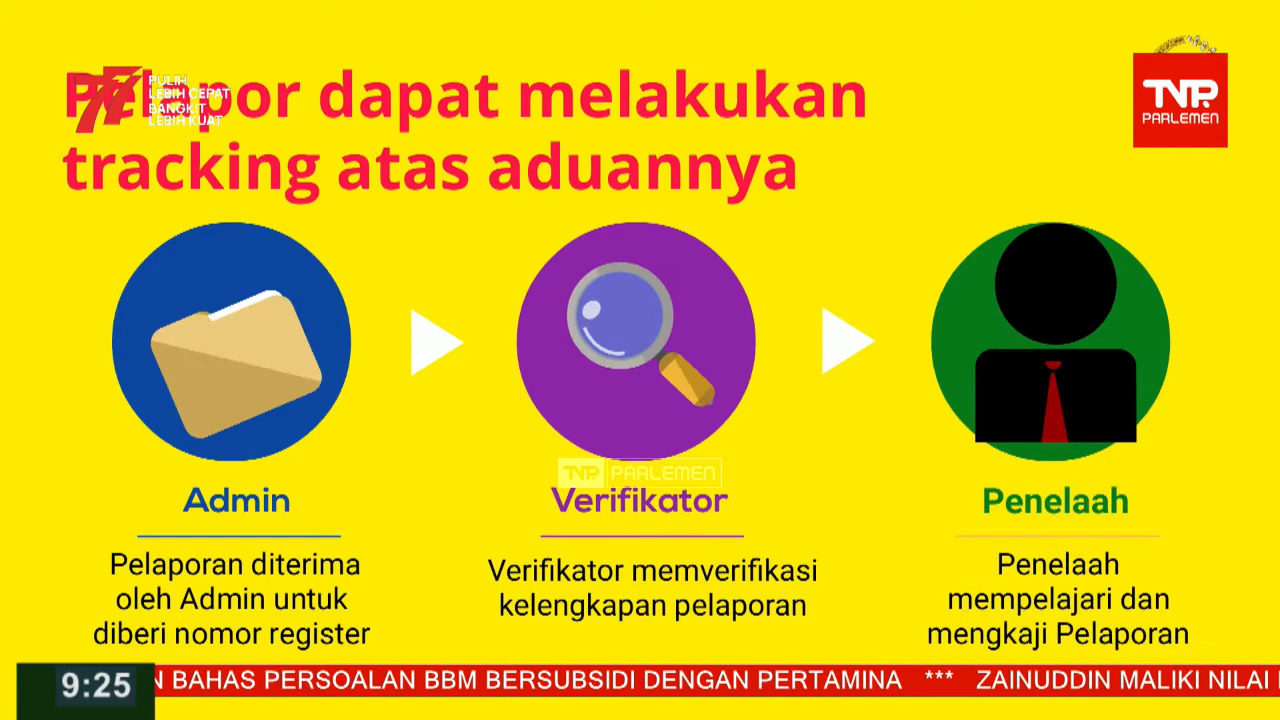 Pelapor dapat melakukan
tracking atas aduannya
PULIH
LEBIH CEPAT
BANGKIT
LEBIH KUAT
TVP.
PARLEMEN
TVP. PARLEMEN
Admin
Pelaporan diterima
oleh Admin untuk
diberi nomor register
Verifikator
Verifikator memverifikasi
kelengkapan pelaporan
Penelaah
Penelaah
mempelajari dan
mengkaji Pelaporan
9:25
N BAHAS PERSOALAN BBM BERSUBSIDI DENGAN PERTAMINA *** ZAINUDDIN MALIKI NILAI